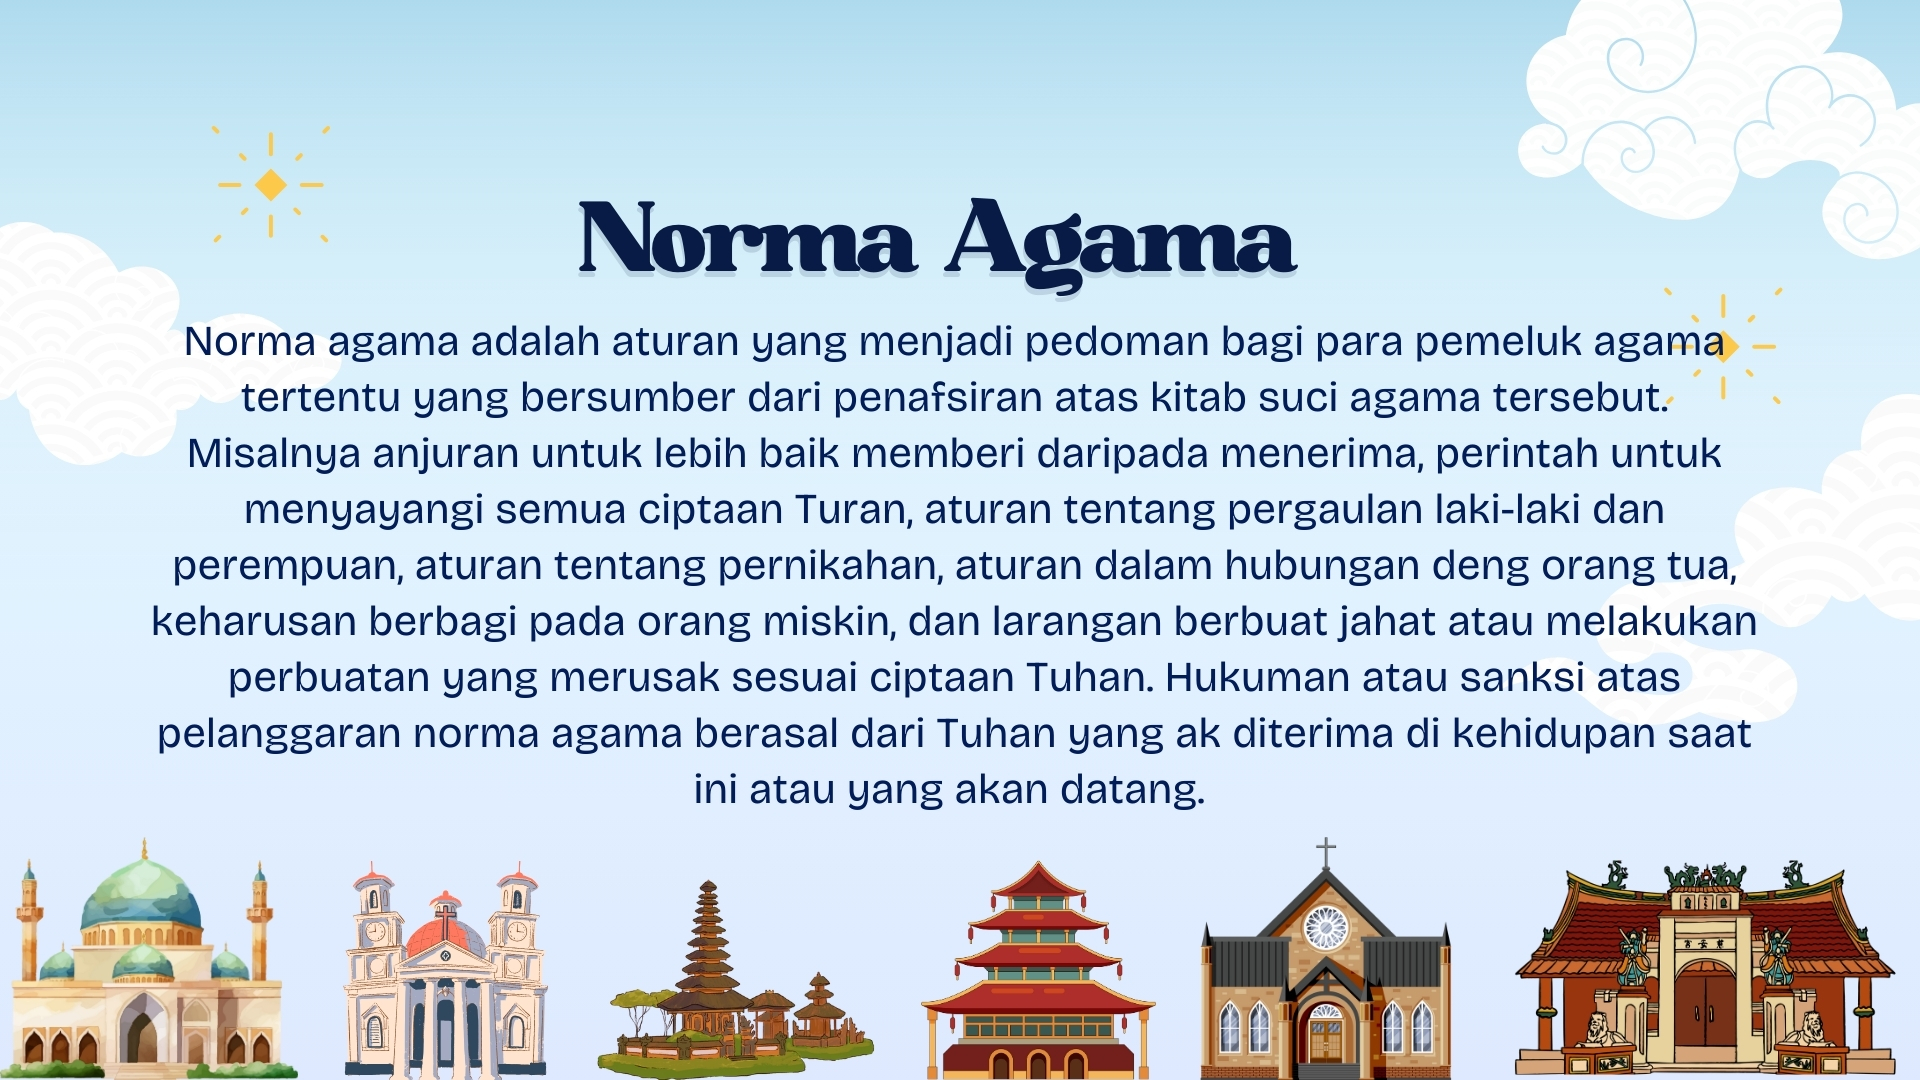 Norma Agama
Norma agama adalah aturan yang menjadi pedoman bagi para pemeluk agama
tertentu yang bersumber dari penafsiran atas kitab suci agama tersebut.
Misalnya anjuran untuk lebih baik memberi daripada menerima, perintah untuk
menyayangi semua ciptaan Turan, aturan tentang pergaulan laki-laki dan
perempuan, aturan tentang pernikahan, aturan dalam hubungan deng orang tua,
keharusan berbagi pada orang miskin, dan larangan berbuat jahat atau melakukan
perbuatan yang merusak sesuai ciptaan Tuhan. Hukuman atau sanksi atas
pelanggaran norma agama berasal dari Tuhan yang ak diterima di kehidupan saat
ini atau yang akan datang.